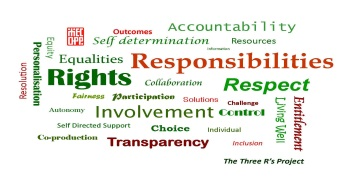 Accountability
Outcomes
Self determination
Resources
Information
Equity
Personalisation
Resolution
Equalities
Responsibilities
Rights
Collaboration
Respect
Fairness
Participation
Solutions
Challenge
Entitlement
Living Well
Autonomy
Involvement
Control
Self Directed Support
Choice
Individual
Co-production
Transparency
Inclusion
The Three R's Project